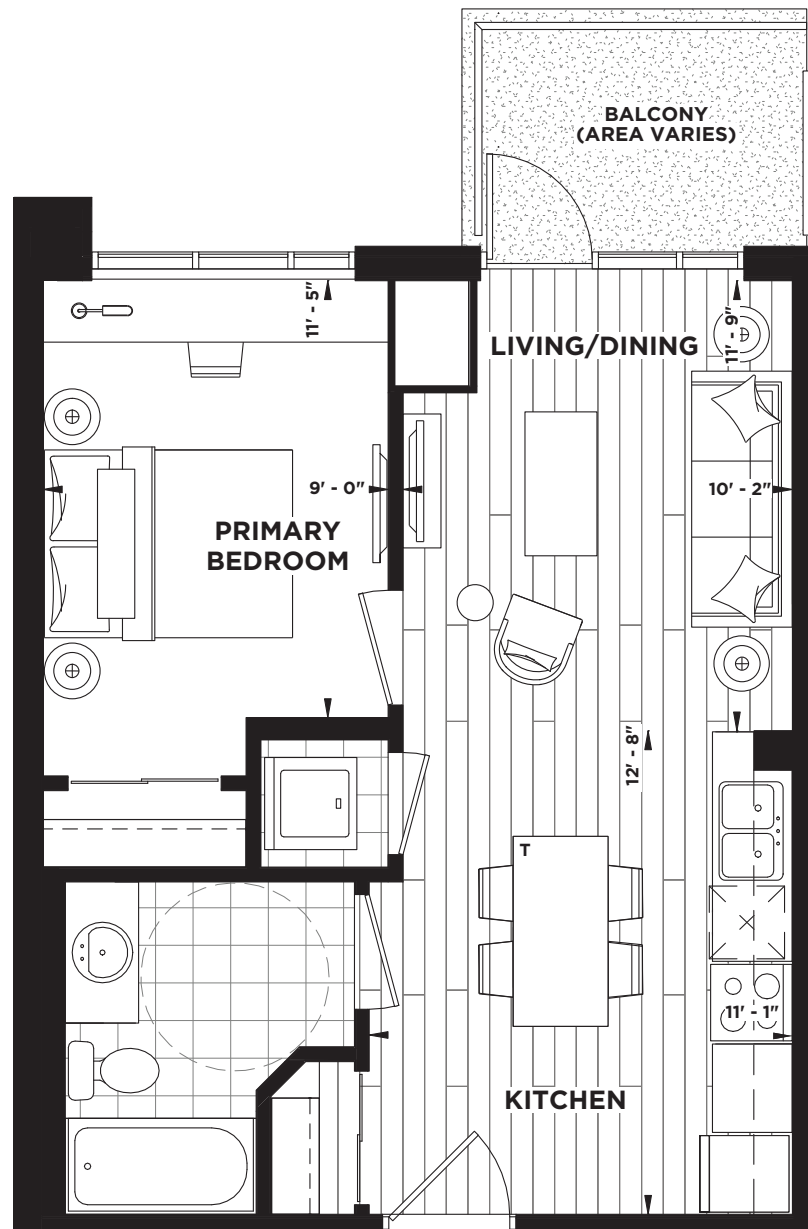 BALCONY
(AREA VARIES)
11' - 5"
LIVING/DINING
11' - 9"
9' - 0"
10' - 2"
PRIMARY
BEDROOM
12' - 8"
T
11' - 1"
KITCHEN